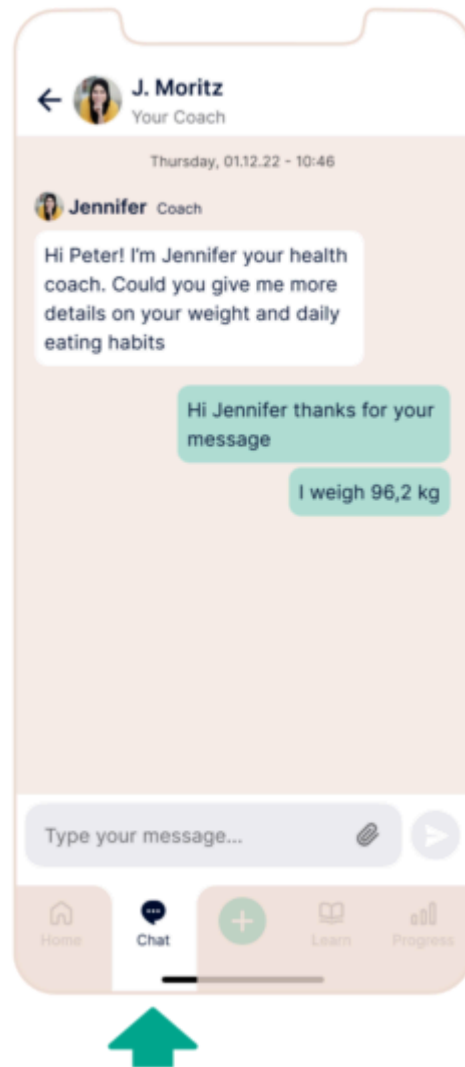 J. Moritz
Your Coach
Thursday, 01.12.22 - 10:46
Jennifer Coach
Hi Peter! I'm Jennifer your health
coach. Could you give me more
details on your weight and daily
eating habits
Hi Jennifer thanks for your
message
I weigh 96,2 kg
Type your message...
Home
Chat
Learn
Progress